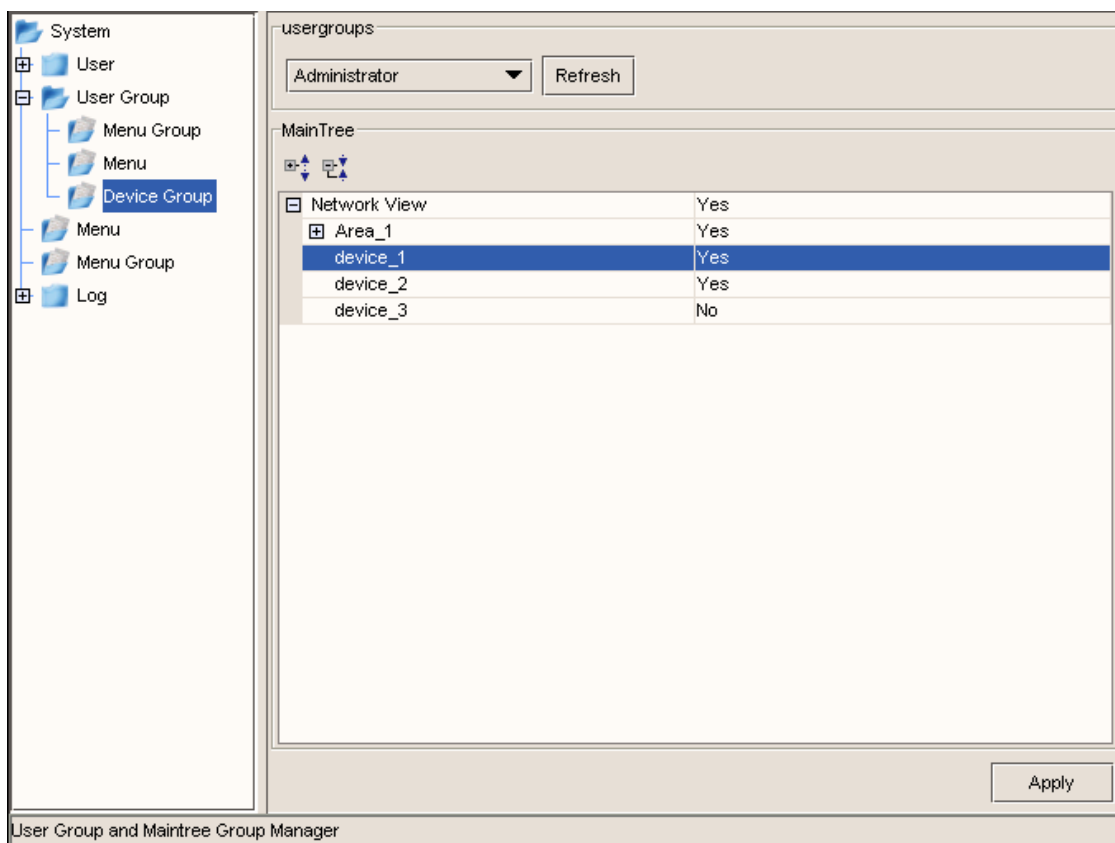 System
User
User Group
Menu Group
Menu
Device Group
Menu
Menu Group
Log
usergroups
Administrator Refresh
MainTree
Network View Yes
Area_1 Yes
device_1 Yes
device_2 Yes
device_3 No
Apply
User Group and Maintree Group Manager